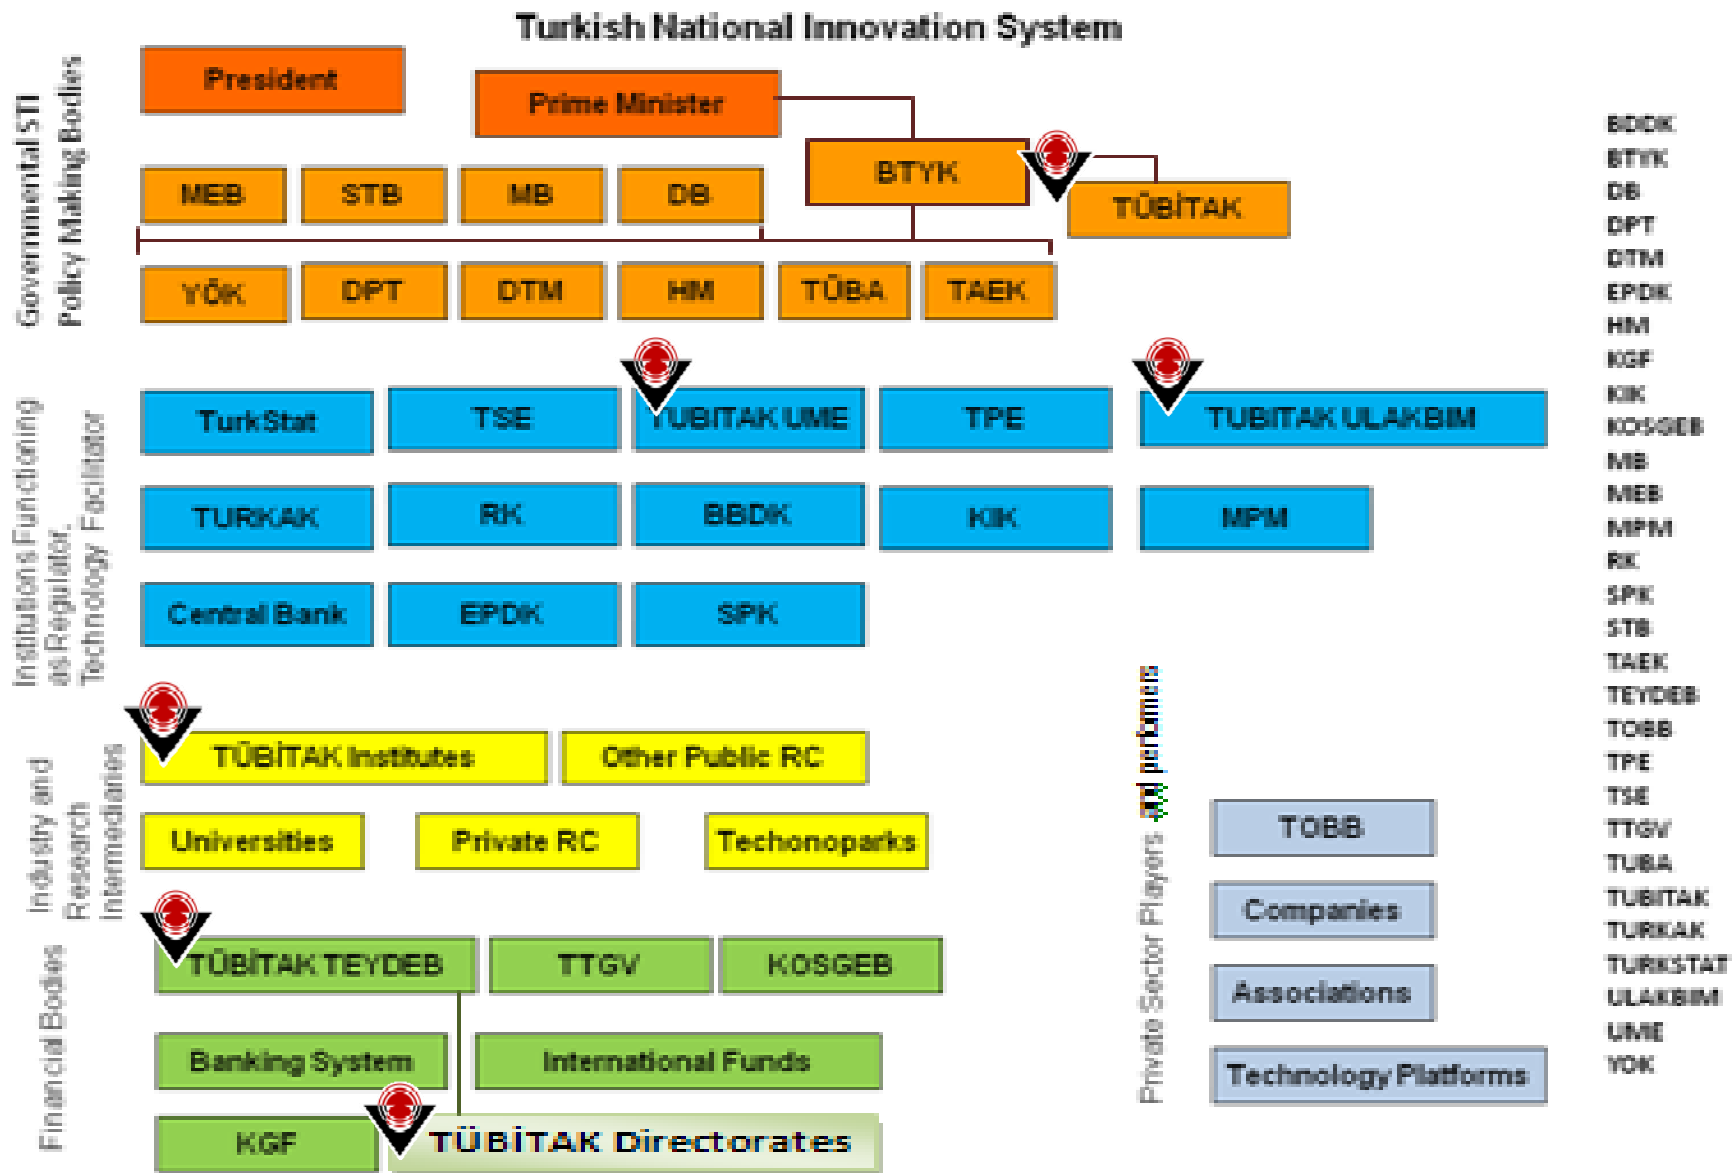 Turkish National Innovation System
Governmental STI
Policy Making Bodies
President
Prime Minister
BTYK
TÜBİTAK
MEB
STB
MB
DB
YÖK
DPT
DTM
HM
TÜBA
TAEK
Institutions Functioning
as Regulator,
Technology Facilitator
TurkStat
TSE
TUBITAK UME
TPE
TUBITAK ULAKBIM
TURKAK
RK
BBDK
KIK
MPM
Central Bank
EPDK
SPK
Industry and
Research
Intermediaries
TÜBİTAK Institutes
Other Public RC
Universities
Private RC
Techonoparks
Financial Bodies
TÜBİTAK TEYDEB
TTGV
KOSGEB
Banking System
International Funds
KGF
TÜBİTAK Directorates
Private Sector Players and performers
TOBB
Companies
Associations
Technology Platforms
BDDK
BTYK
DB
DPT
DTM
EPDK
HM
KGF
KIK
KOSGEB
MB
MEB
MPM
RK
SPK
STB
TAEK
TEYDEB
TOBB
TPE
TSE
TTGV
TUBA
TUBITAK
TURKAK
TURKSTAT
ULAKBIM
UME
YOK